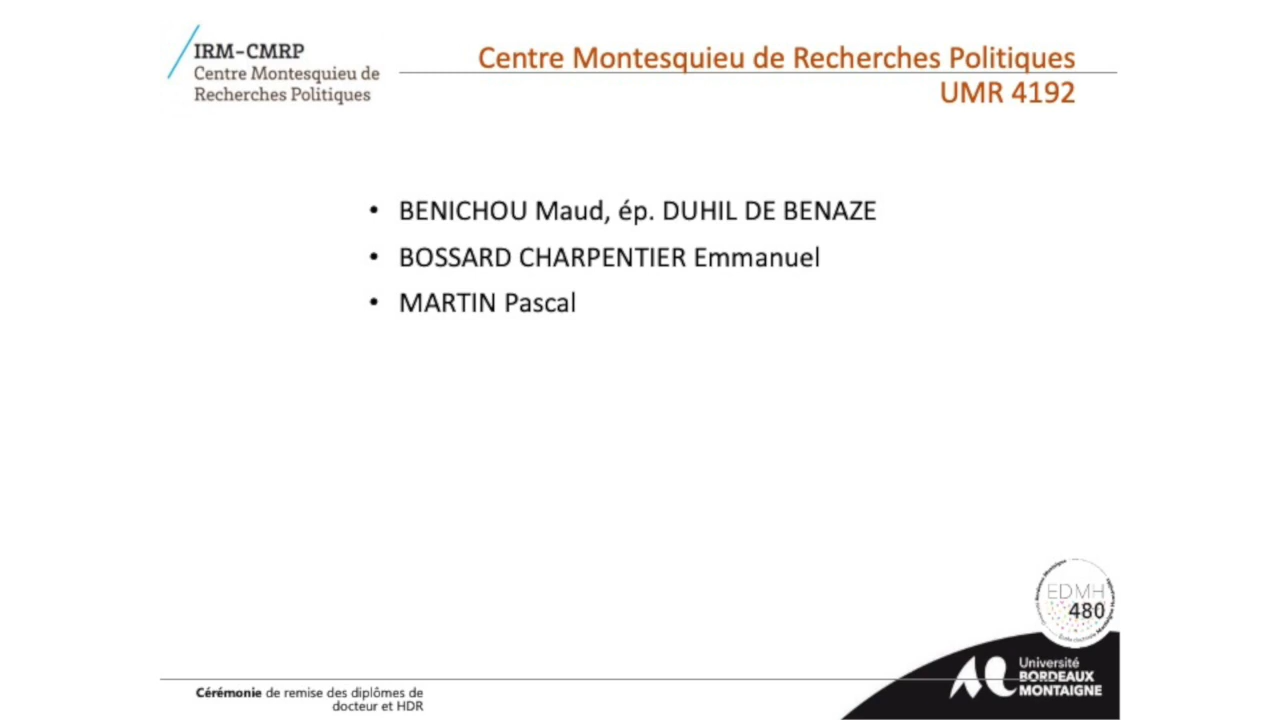 IRM-CMRP
Centre Montesquieu de
Recherches Politiques
Centre Montesquieu de Recherches Politiques
UMR 4192
• BENICHOU Maud, ép. DUHIL DE BENAZE
• BOSSARD CHARPENTIER Emmanuel
• MARTIN Pascal
EDMH
480
Université
BORDEAUX
MONTAIGNE
Cérémonie de remise des diplômes de
docteur et HDR